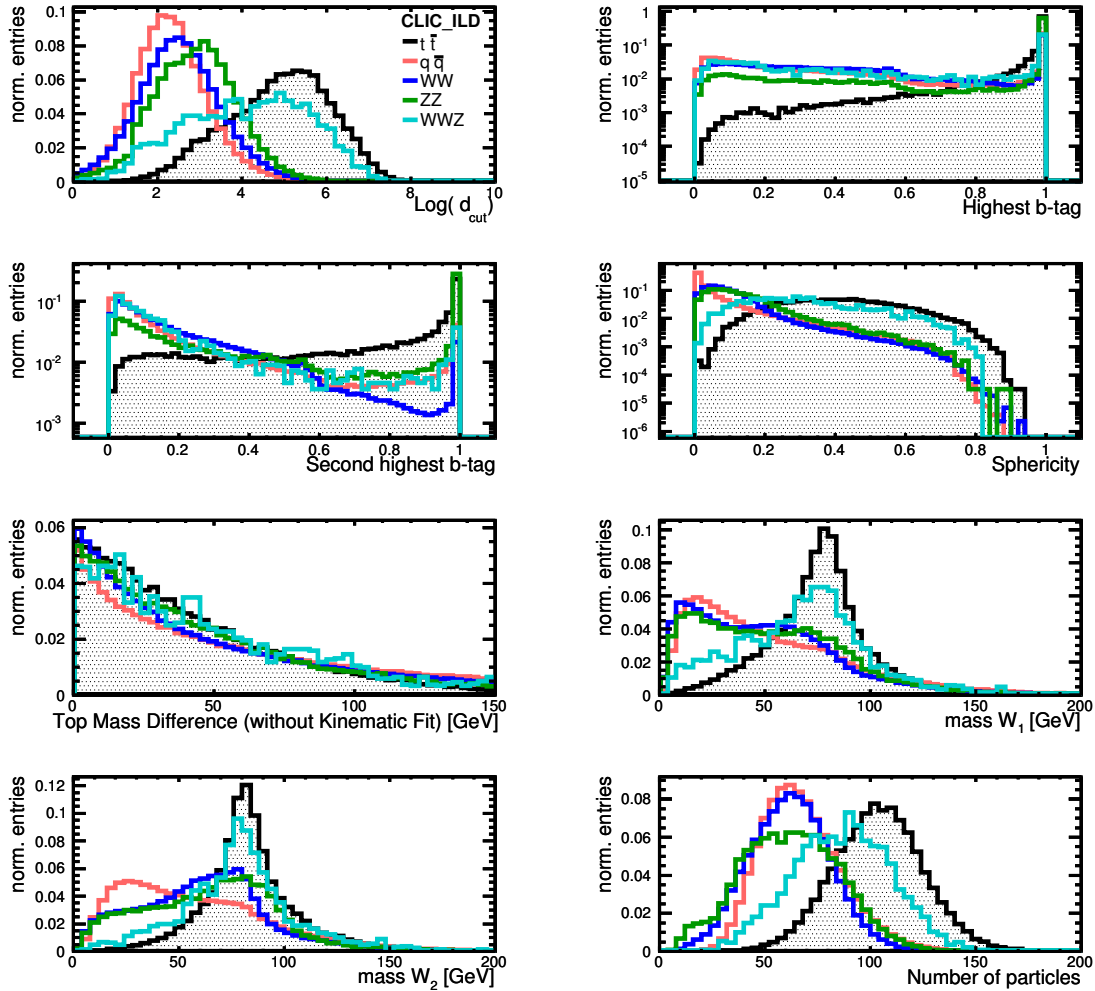 norm. entries
0.1
0.08
0.06
0.04
0.02
0
CLIC_ILD
t t̅
q q̅
WW
ZZ
WWZ
0 2 4 6 8 10
Log( d_cut)
norm. entries
1
10⁻¹
10⁻²
10⁻³
10⁻⁴
10⁻⁵
0 0.2 0.4 0.6 0.8 1
Highest b-tag
norm. entries
10⁻¹
10⁻²
10⁻³
0 0.2 0.4 0.6 0.8 1
Second highest b-tag
norm. entries
10⁻¹
10⁻²
10⁻³
10⁻⁴
10⁻⁵
10⁻⁶
0 0.2 0.4 0.6 0.8 1
Sphericity
norm. entries
0.06
0.04
0.02
0
0 50 100 150
Top Mass Difference (without Kinematic Fit) [GeV]
norm. entries
0.1
0.08
0.06
0.04
0.02
0
0 50 100 150 200
mass W₁ [GeV]
norm. entries
0.12
0.1
0.08
0.06
0.04
0.02
0
0 50 100 150 200
mass W₂ [GeV]
norm. entries
0.08
0.06
0.04
0.02
0
0 50 100 150 200
Number of particles